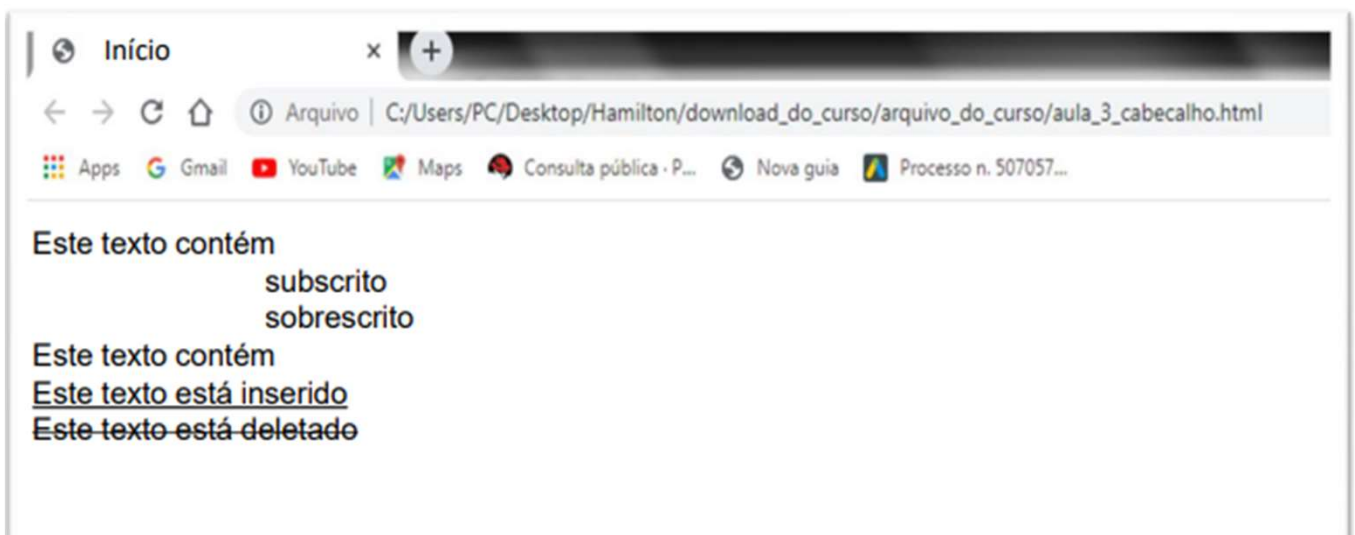 Início × +
Arquivo | C:/Users/PC/Desktop/Hamilton/download_do_curso/arquivo_do_curso/aula_3_cabecalho.html
Apps Gmail YouTube Maps Consulta pública · P... Nova guia Processo n. 507057...
Este texto contém
subscrito
sobrescrito
Este texto contém
Este texto está inserido
Este texto está deletado